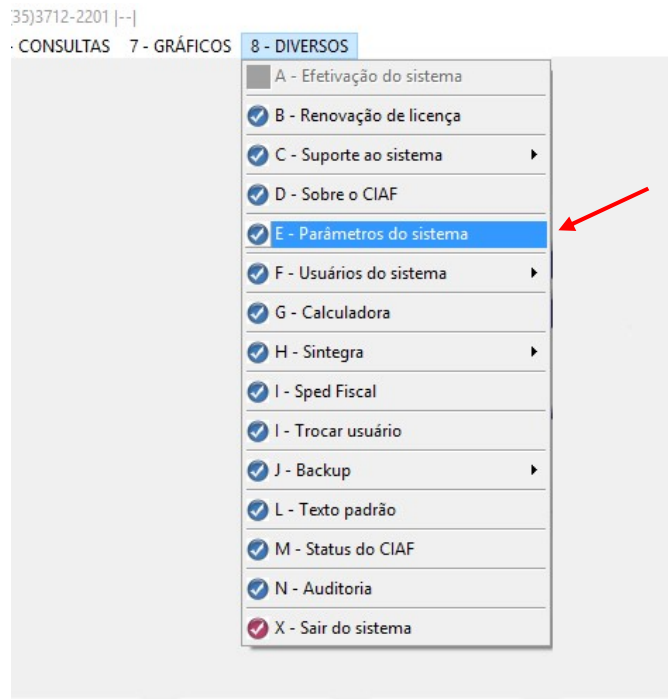 (35)3712-2201 |--|
- CONSULTAS 7 - GRÁFICOS 8 - DIVERSOS
A - Efetivação do sistema
B - Renovação de licença
C - Suporte ao sistema
D - Sobre o CIAF
E - Parâmetros do sistema
F - Usuários do sistema
G - Calculadora
H - Sintegra
I - Sped Fiscal
I - Trocar usuário
J - Backup
L - Texto padrão
M - Status do CIAF
N - Auditoria
X - Sair do sistema